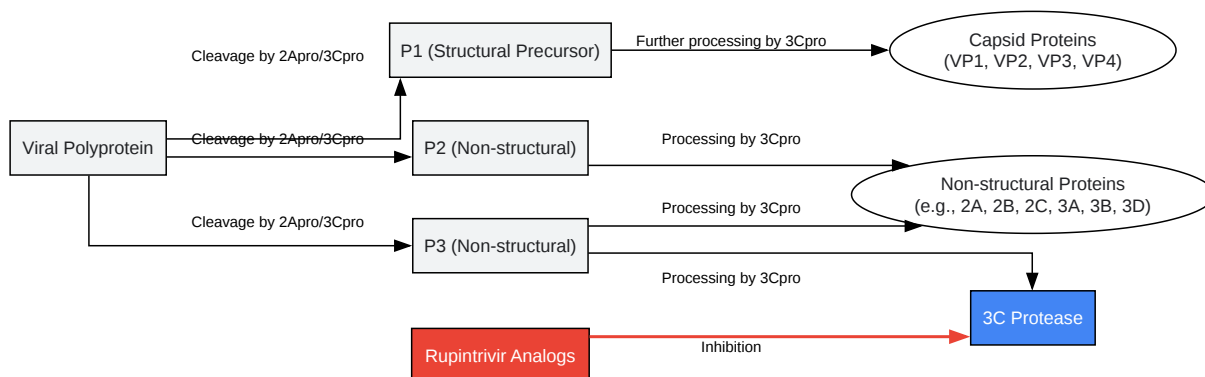 Cleavage by 2Apro/3Cpro
P1 (Structural Precursor)
Further processing by 3Cpro
Capsid Proteins
(VP1, VP2, VP3, VP4)
Viral Polyprotein
Cleavage by 2Apro/3Cpro
P2 (Non-structural)
Processing by 3Cpro
Non-structural Proteins
(e.g., 2A, 2B, 2C, 3A, 3B, 3D)
Cleavage by 2Apro/3Cpro
P3 (Non-structural)
Processing by 3Cpro
Processing by 3Cpro
3C Protease
Rupintrivir Analogs
Inhibition